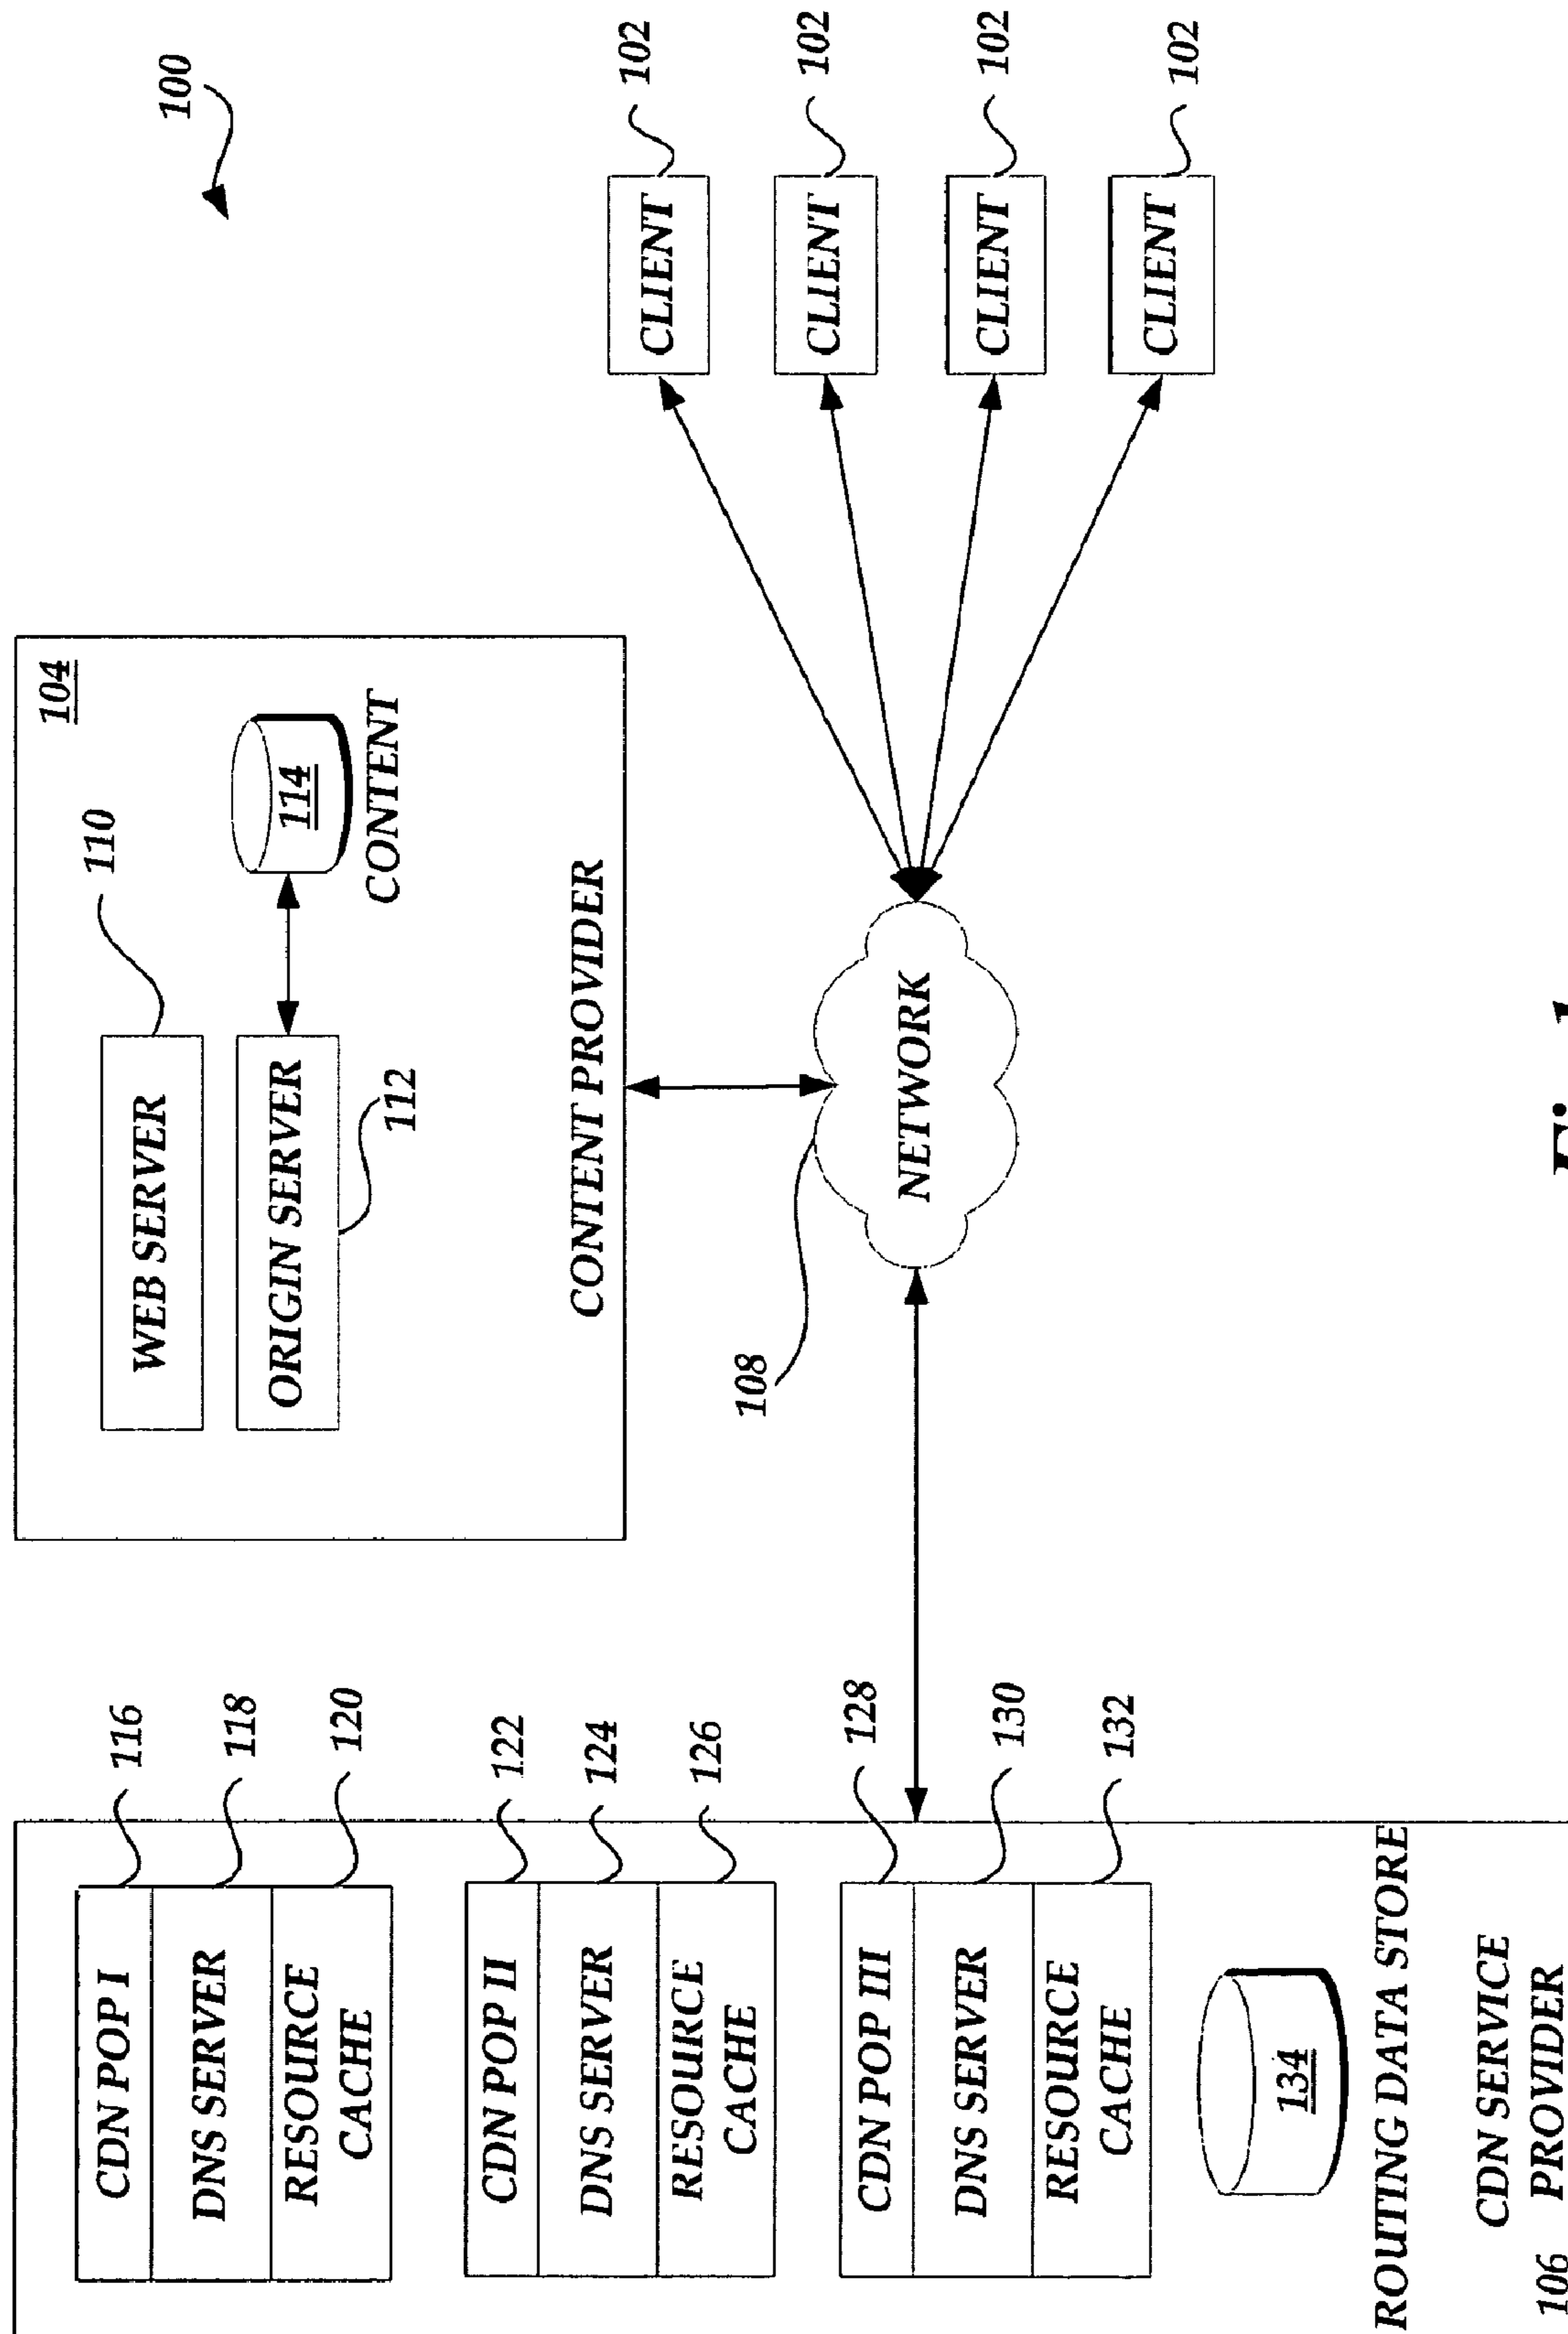 100
104
116
CDN POP I
118
DNS SERVER
120
RESOURCE
CACHE
110
WEB SERVER
ORIGIN SERVER
112
114
CONTENT
CONTENT PROVIDER
122
CDN POP II
124
DNS SERVER
126
RESOURCE
CACHE
102
CLIENT
102
CLIENT
102
CLIENT
102
CLIENT
108
NETWORK
128
CDN POP III
130
DNS SERVER
132
RESOURCE
CACHE
134
ROUTING DATA STORE
CDN SERVICE
PROVIDER
106